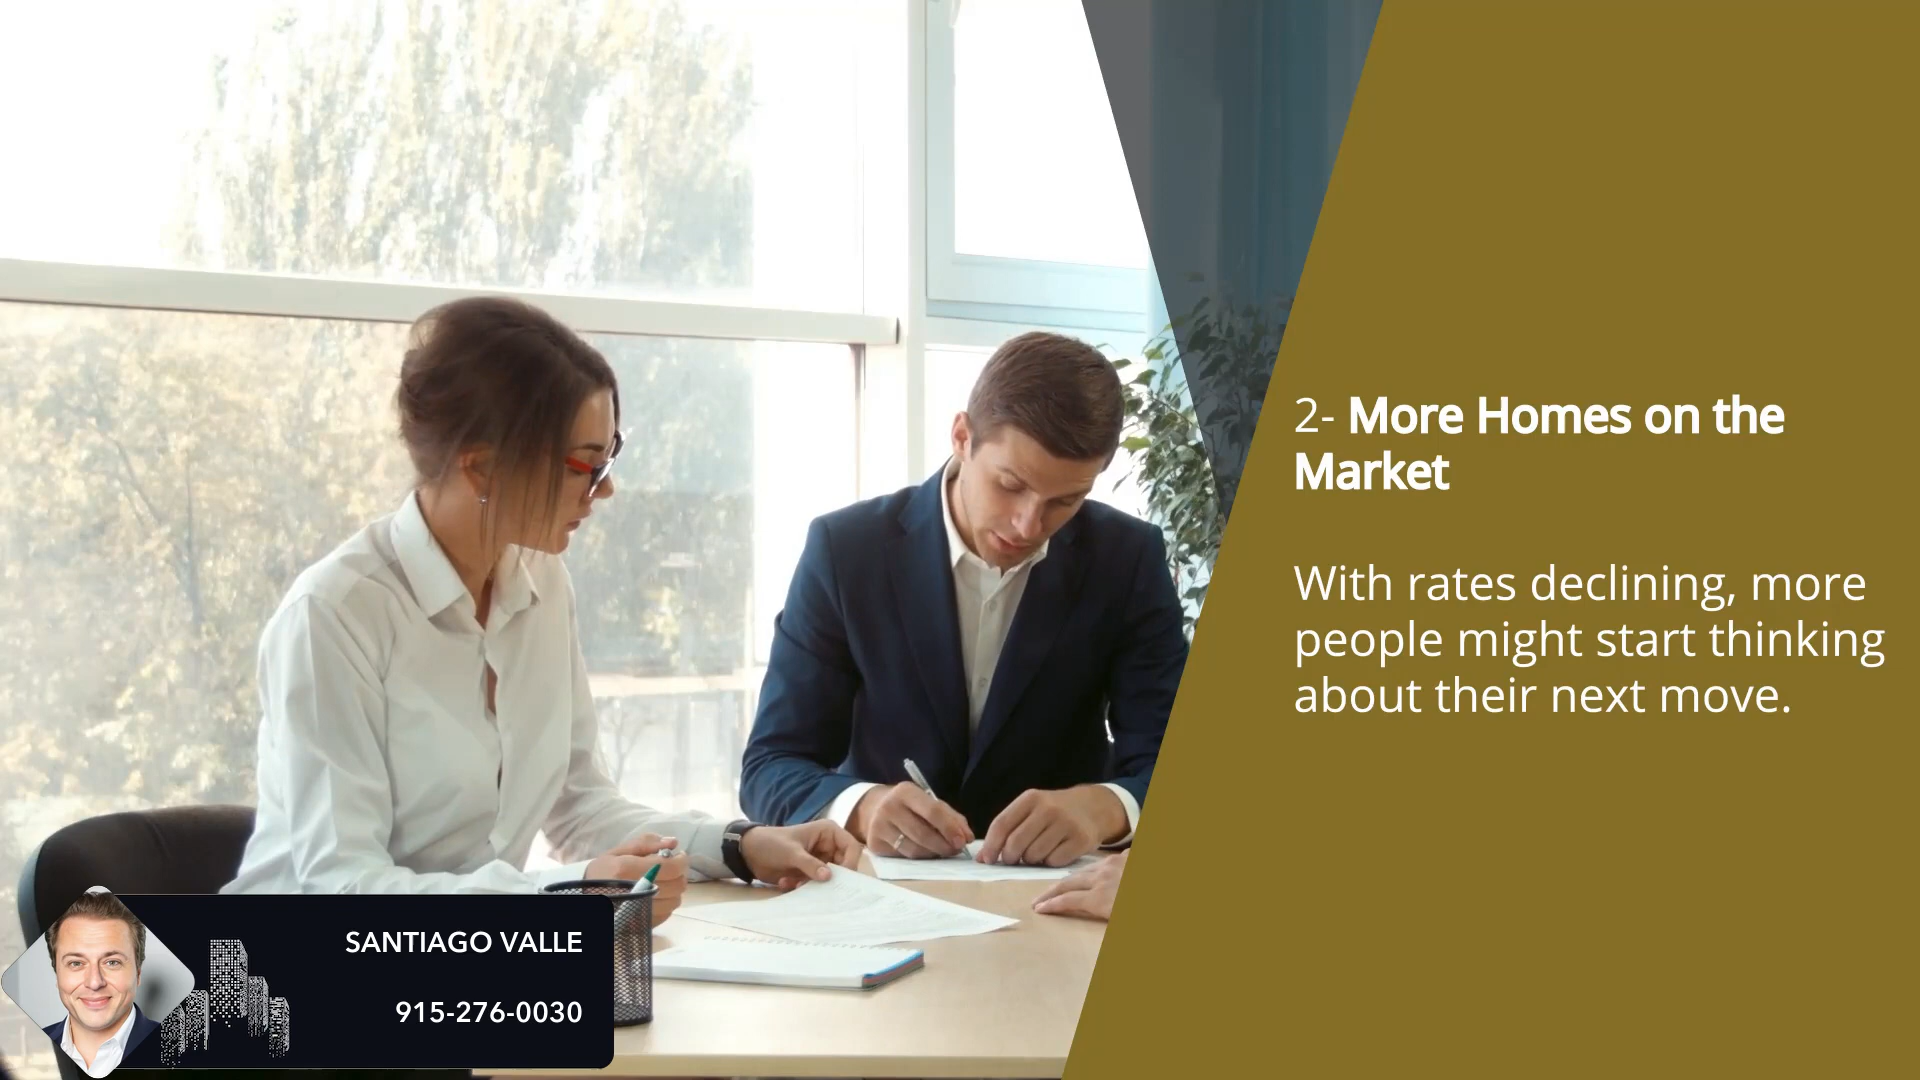 2- More Homes on the
Market
With rates declining, more
people might start thinking
about their next move.
SANTIAGO VALLE
915-276-0030